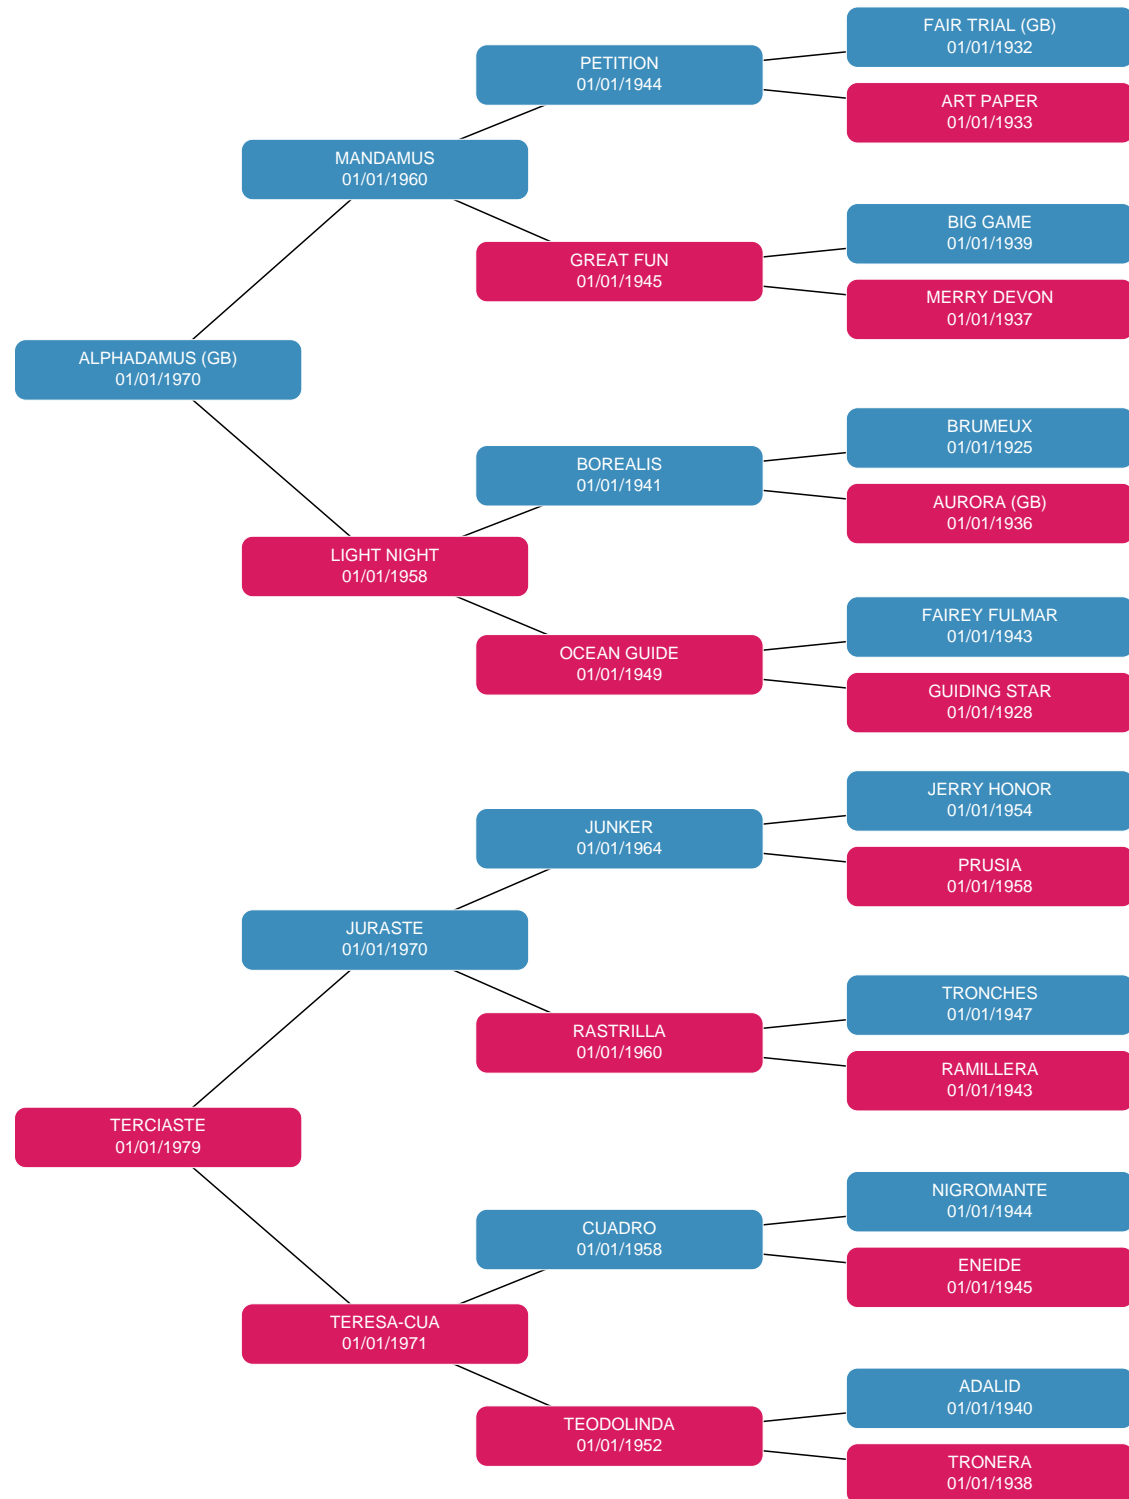 FAIR TRIAL (GB)
01/01/1932
PETITION
01/01/1944
ART PAPER
01/01/1933
MANDAMUS
01/01/1960
BIG GAME
01/01/1939
GREAT FUN
01/01/1945
MERRY DEVON
01/01/1937
ALPHADAMUS (GB)
01/01/1970
BRUMEUX
01/01/1925
BOREALIS
01/01/1941
AURORA (GB)
01/01/1936
LIGHT NIGHT
01/01/1958
FAIREY FULMAR
01/01/1943
OCEAN GUIDE
01/01/1949
GUIDING STAR
01/01/1928
JERRY HONOR
01/01/1954
JUNKER
01/01/1964
PRUSIA
01/01/1958
JURASTE
01/01/1970
TRONCHES
01/01/1947
RASTRILLA
01/01/1960
RAMILLERA
01/01/1943
TERCIASTE
01/01/1979
NIGROMANTE
01/01/1944
CUADRO
01/01/1958
ENEIDE
01/01/1945
TERESA-CUA
01/01/1971
ADALID
01/01/1940
TEODOLINDA
01/01/1952
TRONERA
01/01/1938